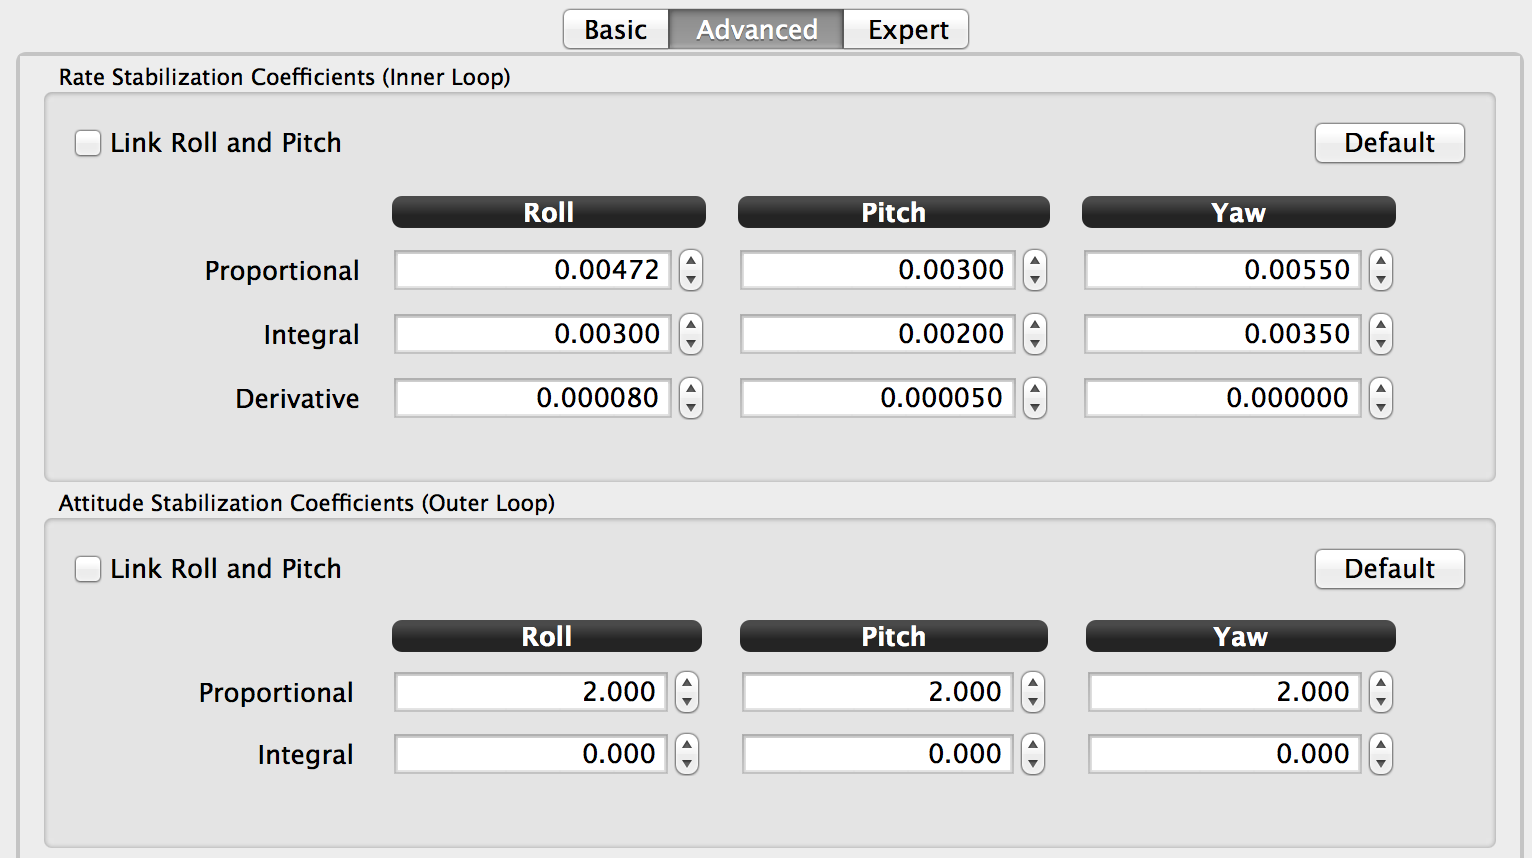 Basic Advanced Expert
Rate Stabilization Coefficients (Inner Loop)
Link Roll and Pitch Default
Roll Pitch Yaw
Proportional 0.00472 0.00300 0.00550
Integral 0.00300 0.00200 0.00350
Derivative 0.000080 0.000050 0.000000
Attitude Stabilization Coefficients (Outer Loop)
Link Roll and Pitch Default
Roll Pitch Yaw
Proportional 2.000 2.000 2.000
Integral 0.000 0.000 0.000